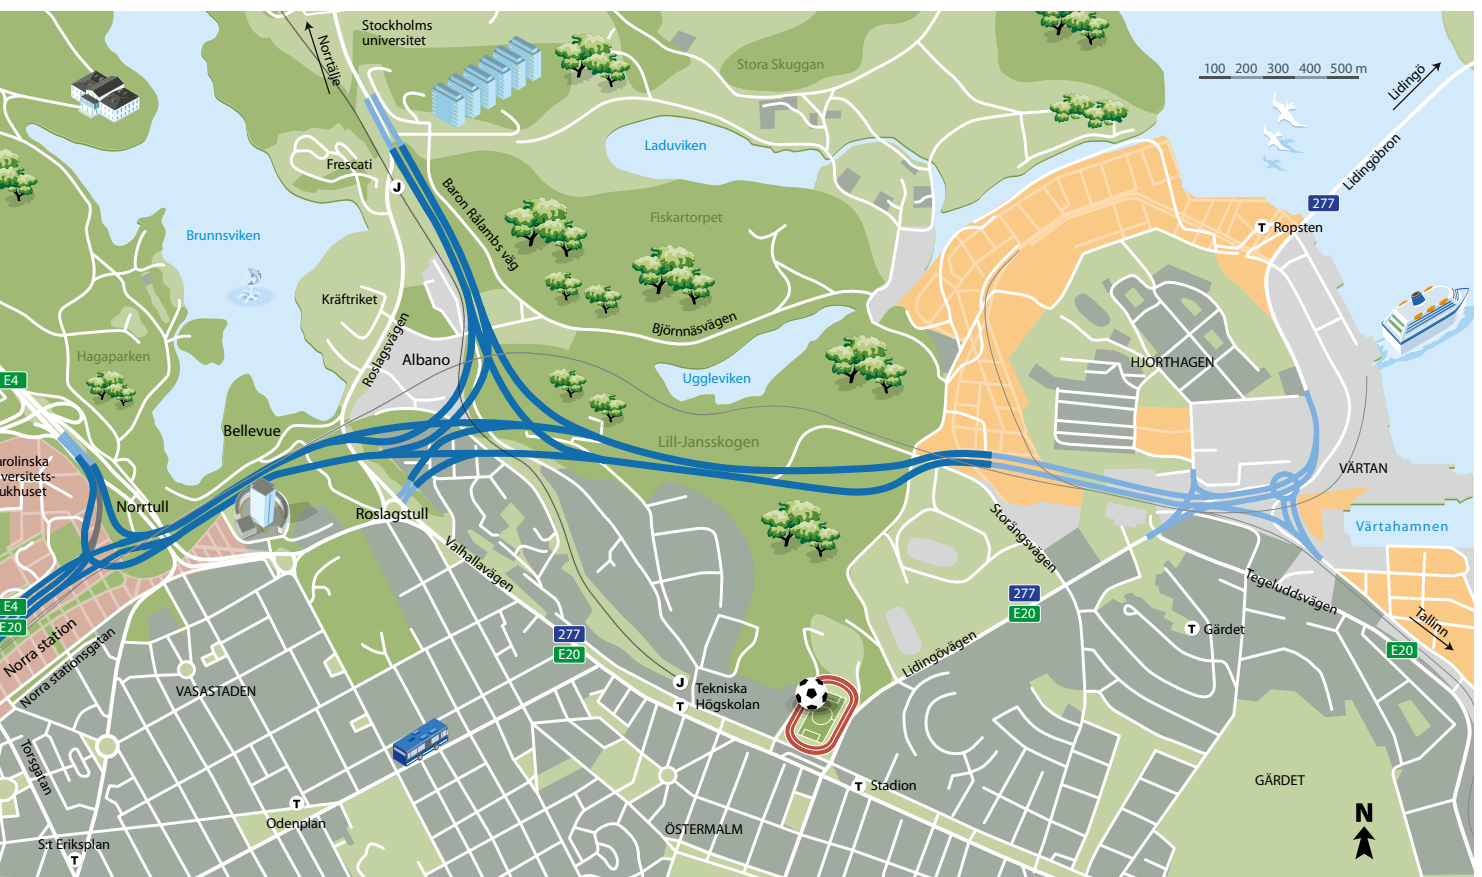 Stockholms
universitet
Norrtälje
Stora Skuggan
100 200 300 400 500 m
Lidingö
Laduviken
Lidingöbron
Frescati
J
Baron Rålambs väg
277
Fiskartorpet
T Ropsten
Brunnsviken
Kräftriket
Björnnäsvägen
Roslagsvägen
Hagaparken
Albano
HJORTHAGEN
E4
Uggleviken
Bellevue
Lill-Jansskogen
arolinska
versitets-
ukhuset
VÄRTAN
Norrtull
Roslagstull
Storängsvägen
Värtahamnen
Valhallavägen
Tegeluddsvägen
277
E20
E4
E20
Tallinn
Norra station
Norra stationsgatan
277
E20
T Gärdet
E20
Lidingövägen
VASASTADEN
J
T
Tekniska
Högskolan
Torsgatan
T Stadion
GÄRDET
T
Odenplan
ÖSTERMALM
N
S:t Eriksplan
T